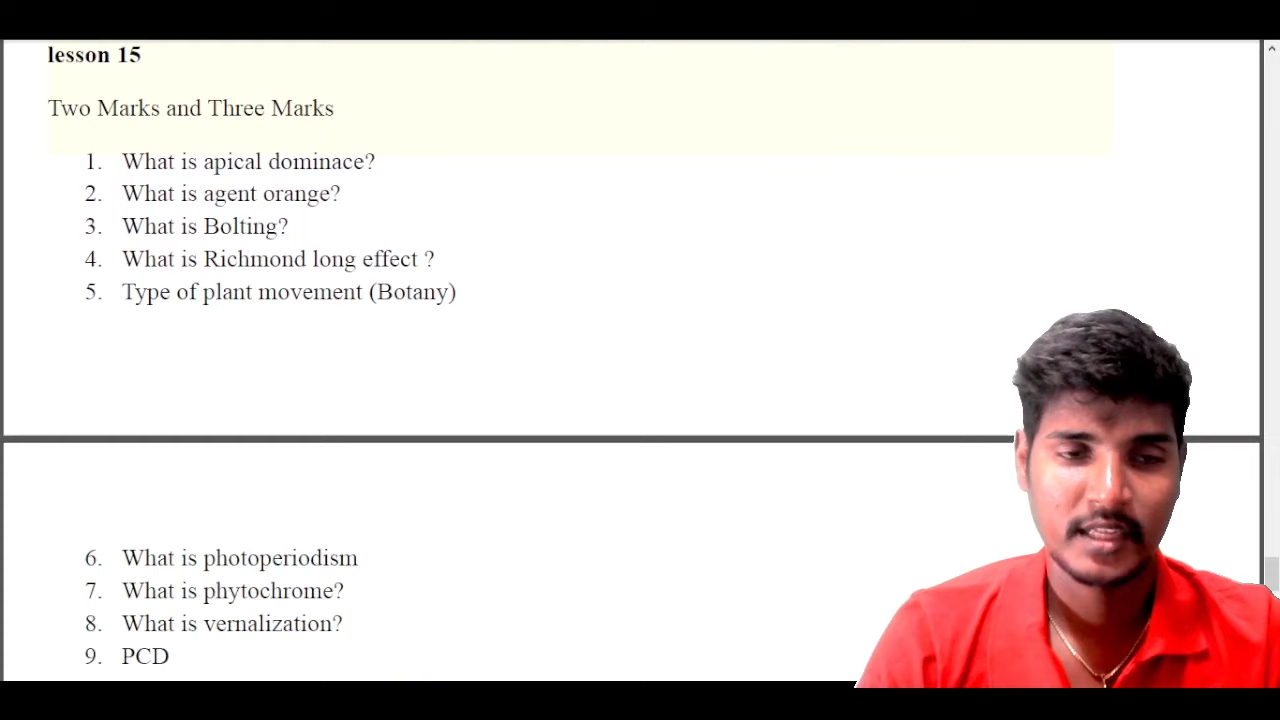 lesson 15
Two Marks and Three Marks
1. What is apical dominace?
2. What is agent orange?
3. What is Bolting?
4. What is Richmond long effect ?
5. Type of plant movement (Botany)
6. What is photoperiodism
7. What is phytochrome?
8. What is vernalization?
9. PCD